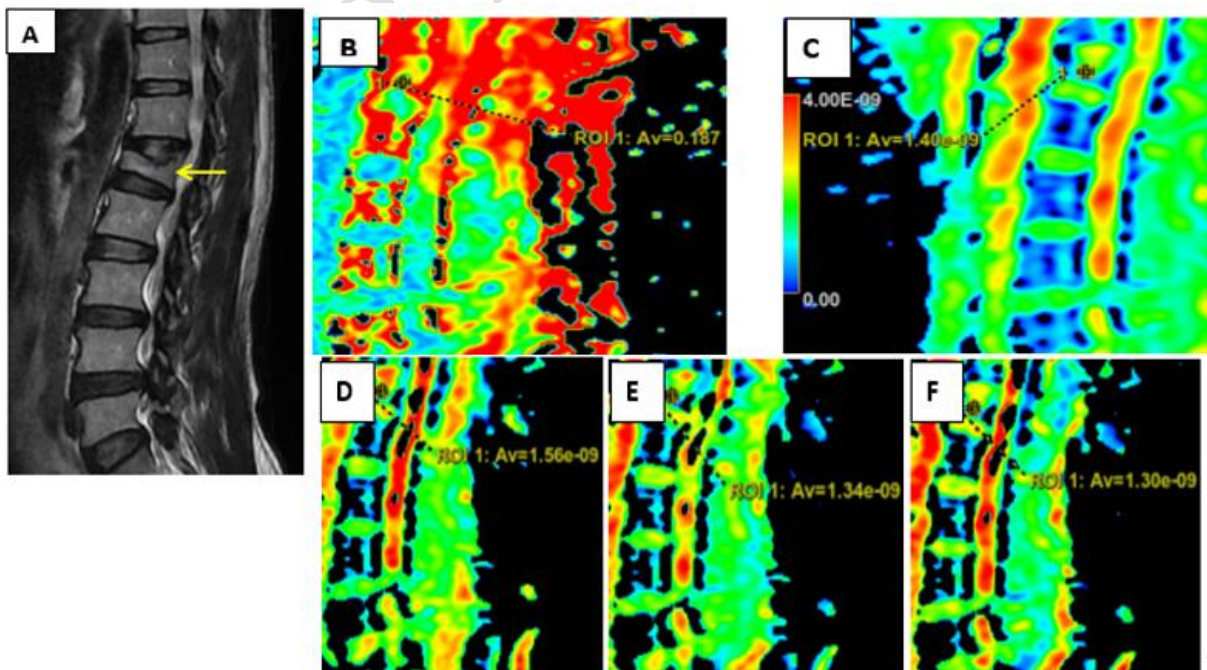 A
B
ROI 1: Av=0.187
C
4.00E-09
ROI 1: Av=1.40e-09
0.00
D
ROI 1: Av=1.56e-09
E
ROI 1: Av=1.34e-09
F
ROI 1: Av=1.30e-09